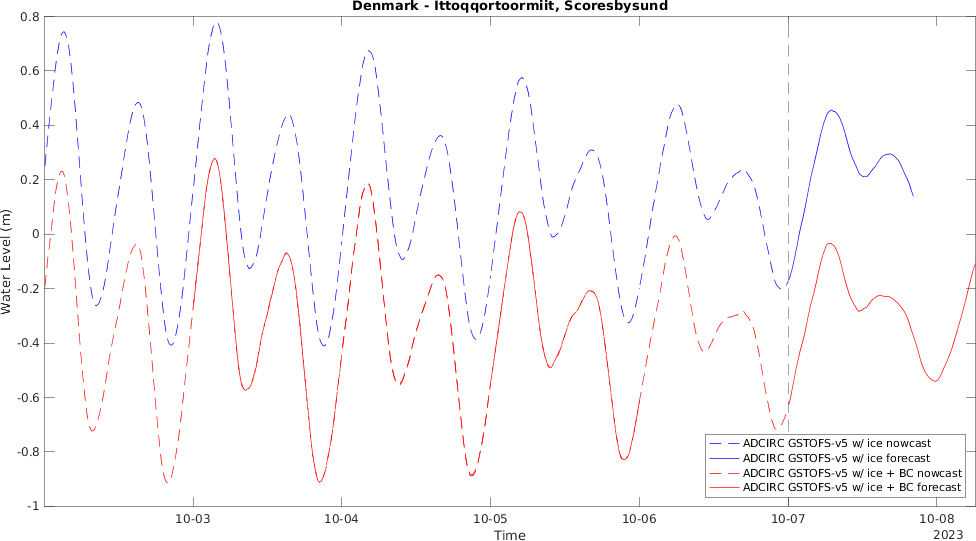 Denmark - Ittoqqortoormiit, Scoresbysund
0.8
0.6
0.4
0.2
0
-0.2
-0.4
-0.6
-0.8
-1
Water Level (m)
10-03
10-04
10-05
10-06
10-07
10-08
Time
2023
ADCIRC GSTOFS-v5 w/ ice nowcast
ADCIRC GSTOFS-v5 w/ ice forecast
ADCIRC GSTOFS-v5 w/ ice + BC nowcast
ADCIRC GSTOFS-v5 w/ ice + BC forecast